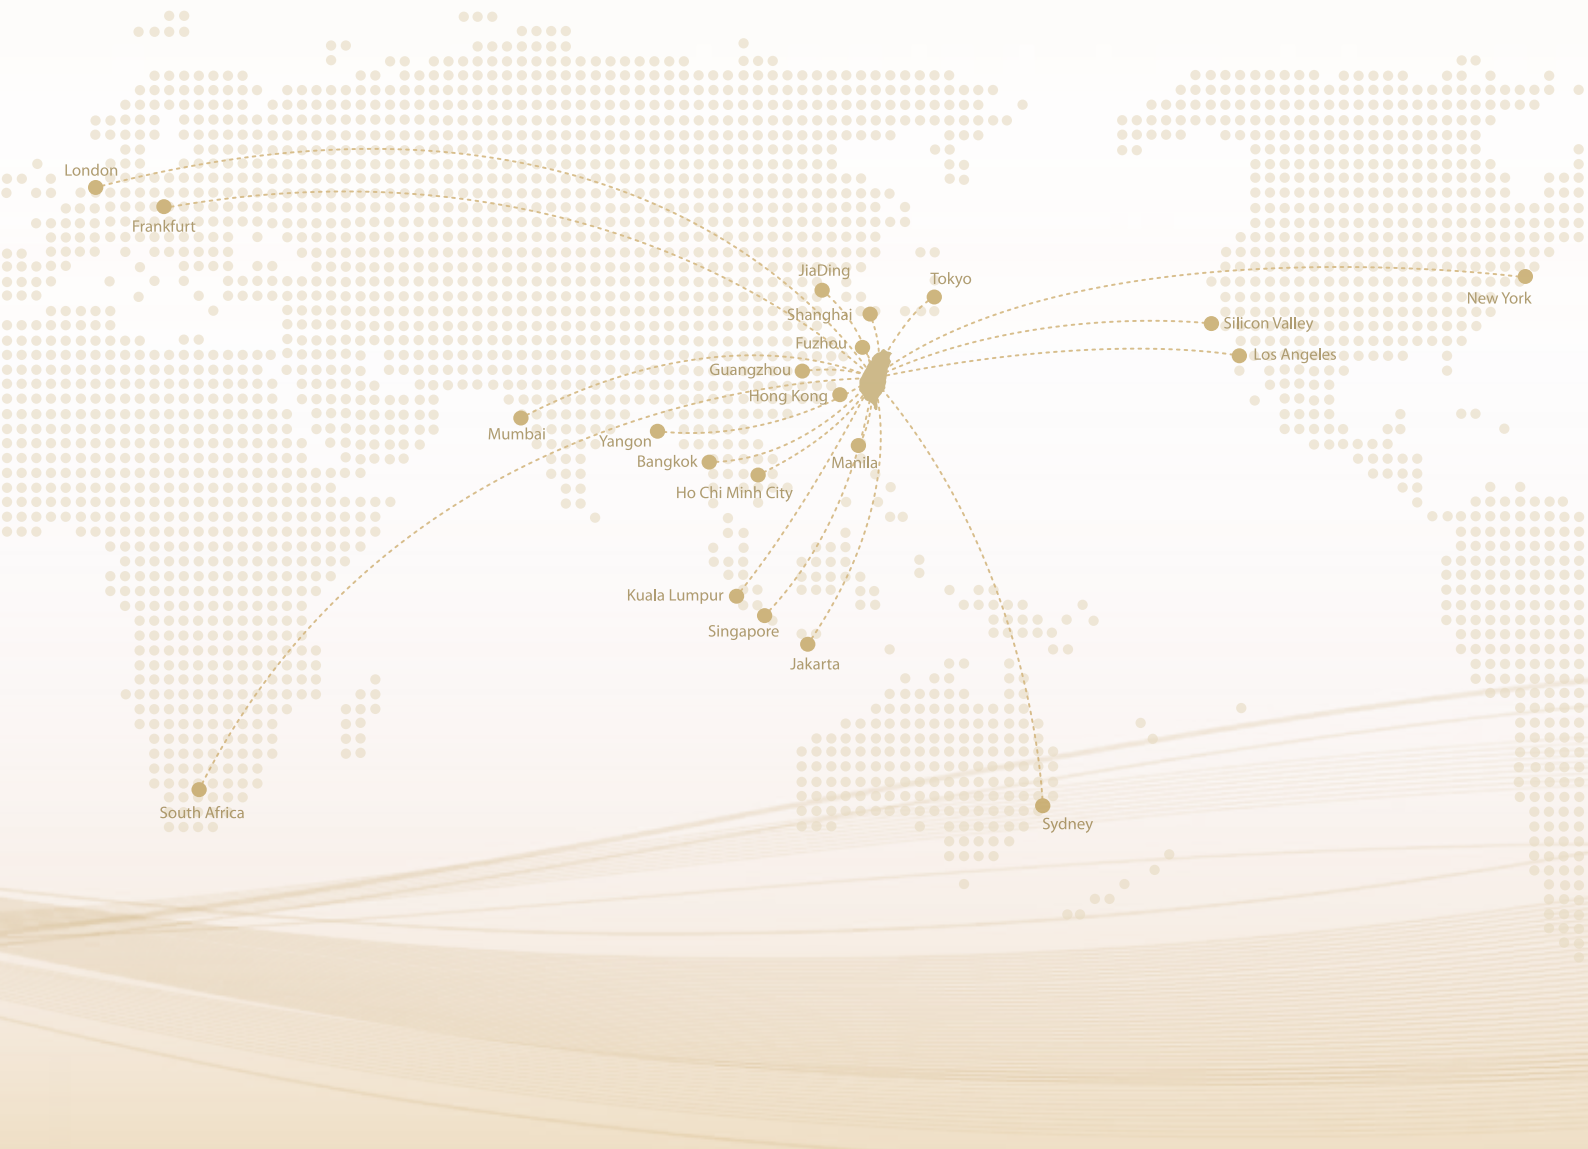 London
Frankfurt
JiaDing
Tokyo
Shanghai
New York
Silicon Valley
Fuzhou
Los Angeles
Guangzhou
Hong Kong
Mumbai
Yangon
Bangkok
Manila
Ho Chi Minh City
Kuala Lumpur
Singapore
Jakarta
South Africa
Sydney